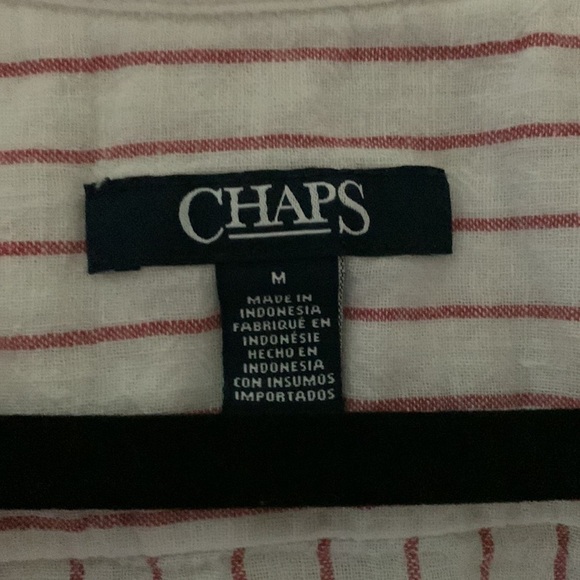 CHAPS
M
MADE IN
INDONESIA
FABRIQUÉ EN
INDONÉSIE
HECHO EN
INDONESIA
CON INSUMOS
IMPORTADOS